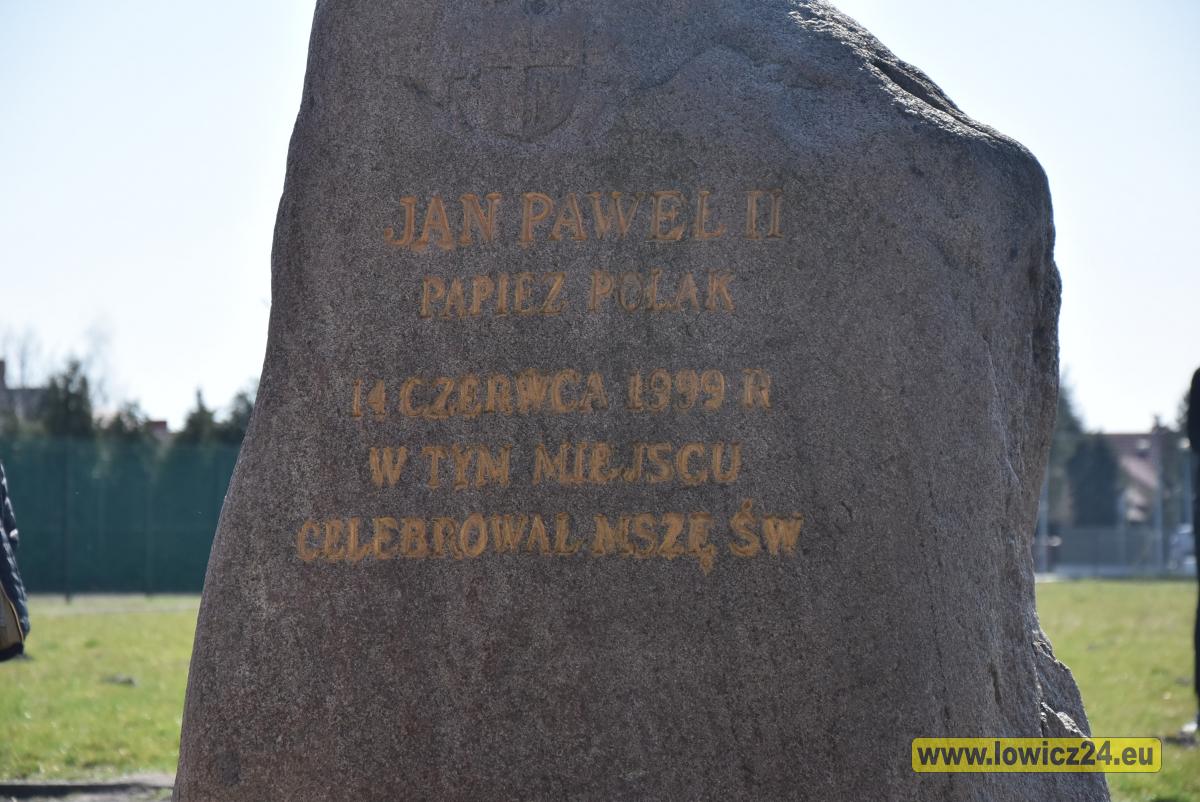 JAN PAWEŁ II
PAPIEŻ POLAK
14 CZERWCA 1999 R
W TYM MIEJSCU
CELEBROWAŁ MSZĘ ŚW
www.lowicz24.eu